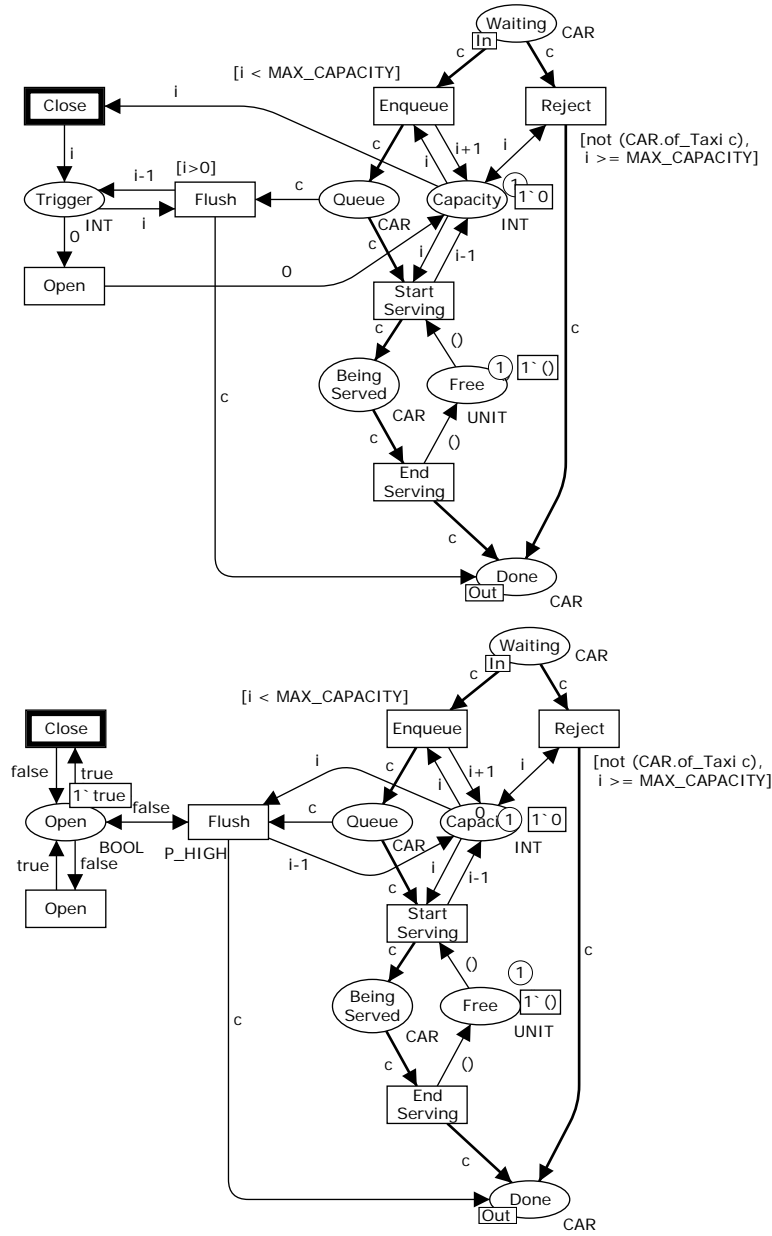 Waiting
In
CAR
c
c
[i < MAX_CAPACITY]
i
Close
Enqueue
Reject
c
i
i+1
i
[not (CAR.of_Taxi c),
i >= MAX_CAPACITY]
i
i-1
[i>0]
c
1
1`0
Trigger
Flush
Queue
Capacity
INT
i
CAR
INT
0
c
i
i-1
Open
0
Start
Serving
c
c
()
Being
Served
Free
1
1`()
c
CAR
UNIT
c
()
End
Serving
c
Done
Out
CAR
Waiting
In
CAR
c
c
[i < MAX_CAPACITY]
Close
Enqueue
Reject
false
true
i
c
i
i+1
i
[not (CAR.of_Taxi c),
i >= MAX_CAPACITY]
1`true
false
c
0
Open
Flush
Queue
Capaci
1
1`0
BOOL
P_HIGH
CAR
INT
true
false
i-1
c
i
i-1
Open
Start
Serving
c
c
()
1
Being
Served
Free
1`()
c
CAR
UNIT
c
()
End
Serving
c
Done
Out
CAR